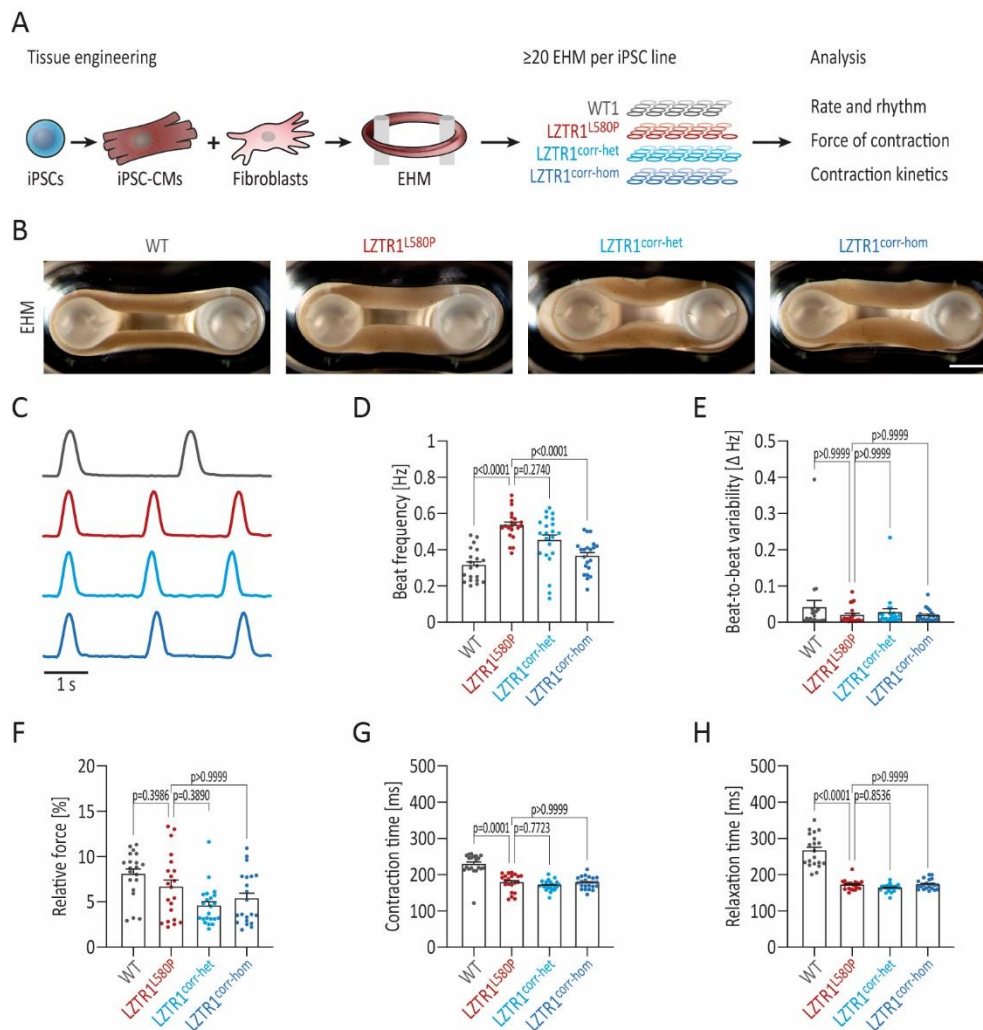 A
Tissue engineering
≥20 EHM per iPSC line
Analysis
iPSCs
iPSC-CMs
+
Fibroblasts
EHM
WT1
LZTR1L580P
LZTR1corr-het
LZTR1corr-hom
Rate and rhythm
Force of contraction
Contraction kinetics
B
WT
LZTR1L580P
LZTR1corr-het
LZTR1corr-hom
EHM
C
1 s
D
Beat frequency [Hz]
1
0.8
0.6
0.4
0.2
0
p<0.0001
p<0.0001
p=0.2740
WT
LZTR1L580P
LZTR1corr-het
LZTR1corr-hom
E
Beat-to-beat variability [Δ Hz]
0.5
0.4
0.3
0.2
0.1
0
p>0.9999
p>0.9999
p>0.9999
WT
LZTR1L580P
LZTR1corr-het
LZTR1corr-hom
F
Relative force [%]
20
15
10
5
0
p>0.9999
p=0.3986
p=0.3890
WT
LZTR1L580P
LZTR1corr-het
LZTR1corr-hom
G
Contraction time [ms]
500
400
300
200
100
0
p>0.9999
p=0.0001
p=0.7723
WT
LZTR1L580P
LZTR1corr-het
LZTR1corr-hom
H
Relaxation time [ms]
500
400
300
200
100
0
p>0.9999
p<0.0001
p=0.8536
WT
LZTR1L580P
LZTR1corr-het
LZTR1corr-hom